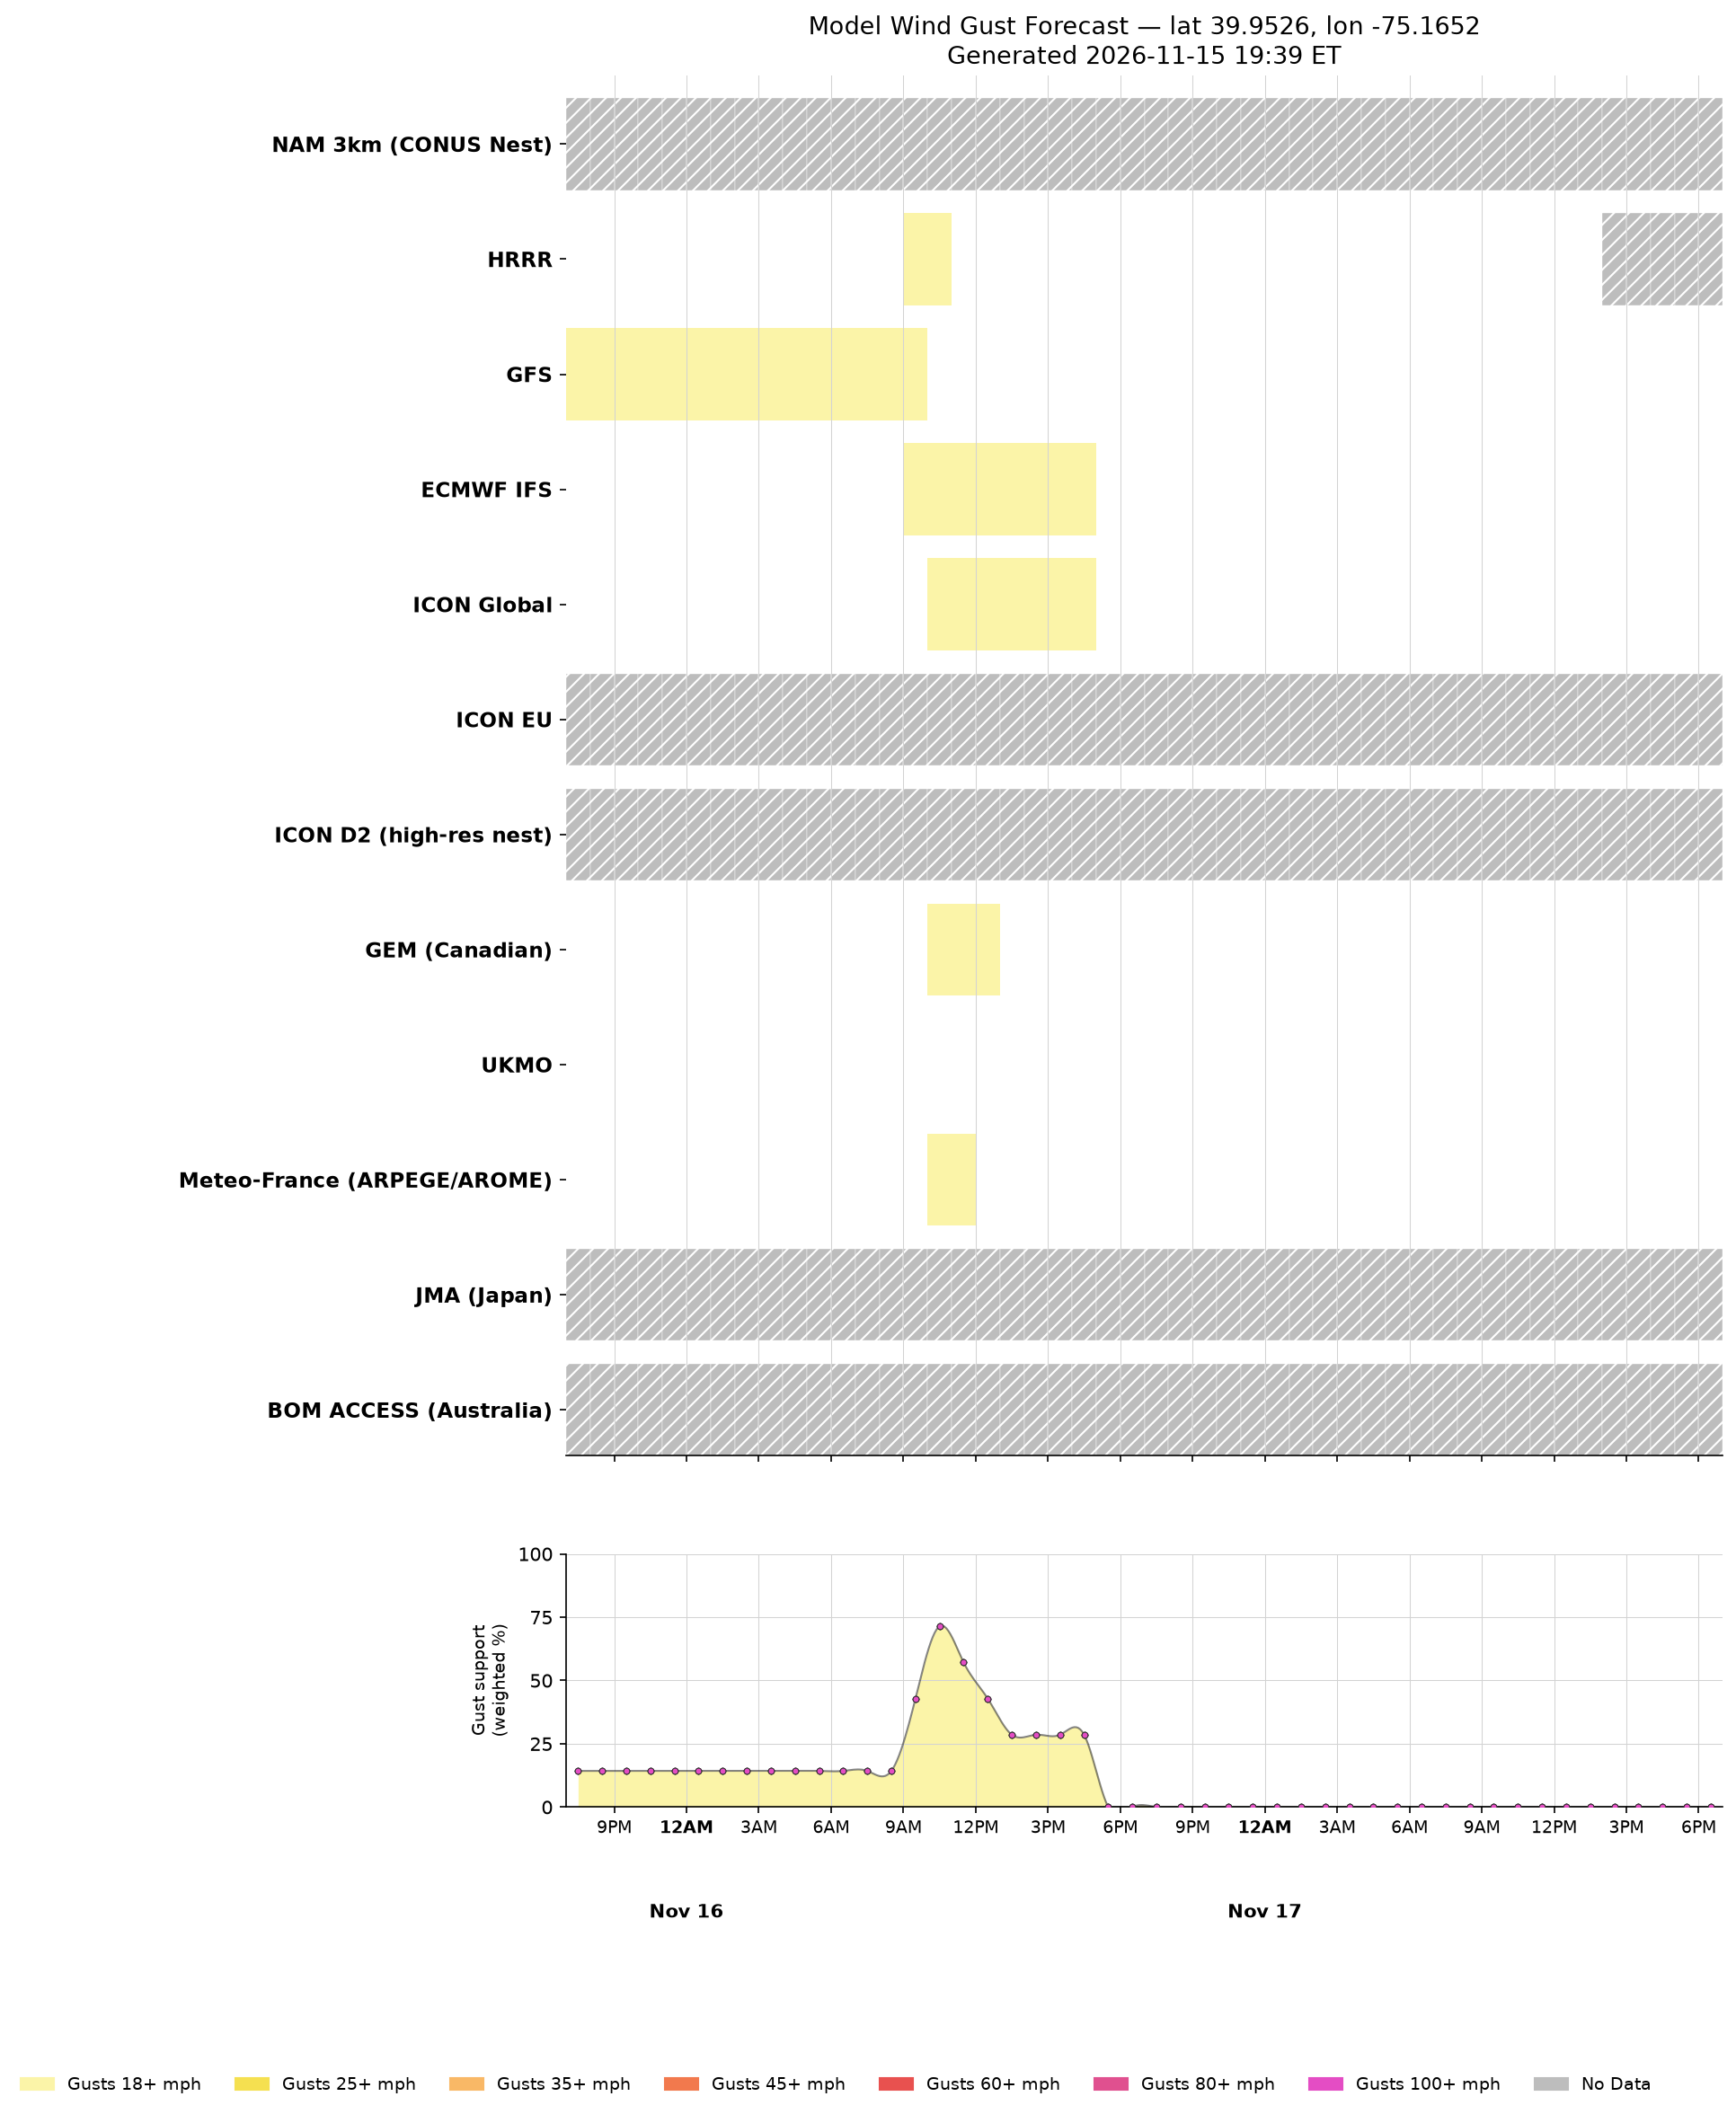 Model Wind Gust Forecast — lat 39.9526, lon -75.1652
Generated 2026-11-15 19:39 ET
NAM 3km (CONUS Nest)
HRRR
GFS
ECMWF IFS
ICON Global
ICON EU
ICON D2 (high-res nest)
GEM (Canadian)
UKMO
Meteo-France (ARPEGE/AROME)
JMA (Japan)
BOM ACCESS (Australia)
Gust support
(weighted %)
100
75
50
25
0
9PM 12AM 3AM 6AM 9AM 12PM 3PM 6PM 9PM 12AM 3AM 6AM 9AM 12PM 3PM 6PM
Nov 16 Nov 17
Gusts 18+ mph Gusts 25+ mph Gusts 35+ mph Gusts 45+ mph Gusts 60+ mph Gusts 80+ mph Gusts 100+ mph No Data